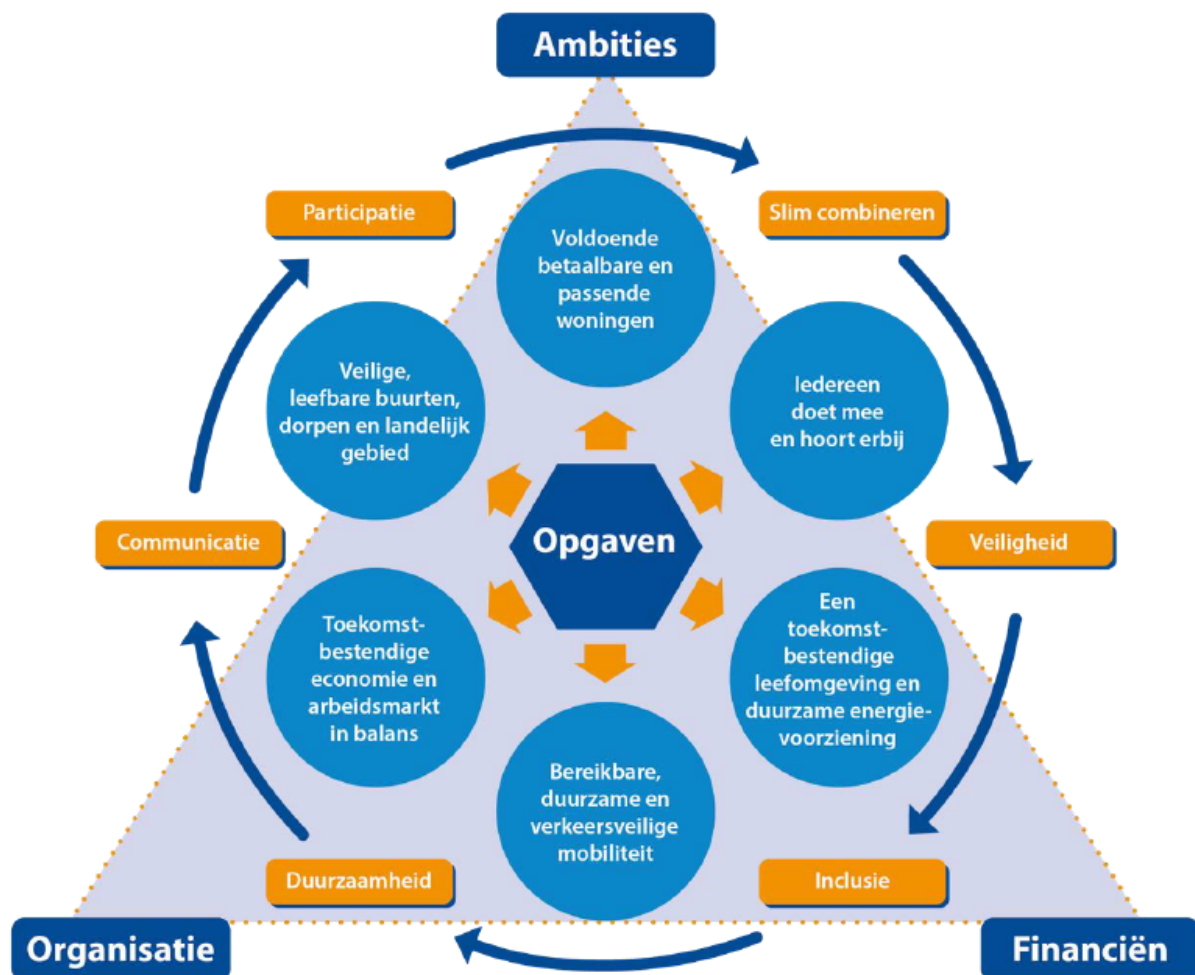 Ambities
Participatie
Slim combineren
Voldoende
betaalbare en
passende
woningen
Veilige,
leefbare buurten,
dorpen en landelijk
gebied
Iedereen
doet mee
en hoort erbij
Communicatie
Opgaven
Veiligheid
Toekomst-
bestendige
economie en
arbeidsmarkt
in balans
Een
toekomst-
bestendige
leefomgeving en
duurzame energie-
voorziening
Bereikbare,
duurzame en
verkeersveilige
mobiliteit
Duurzaamheid
Inclusie
Organisatie
Financiën